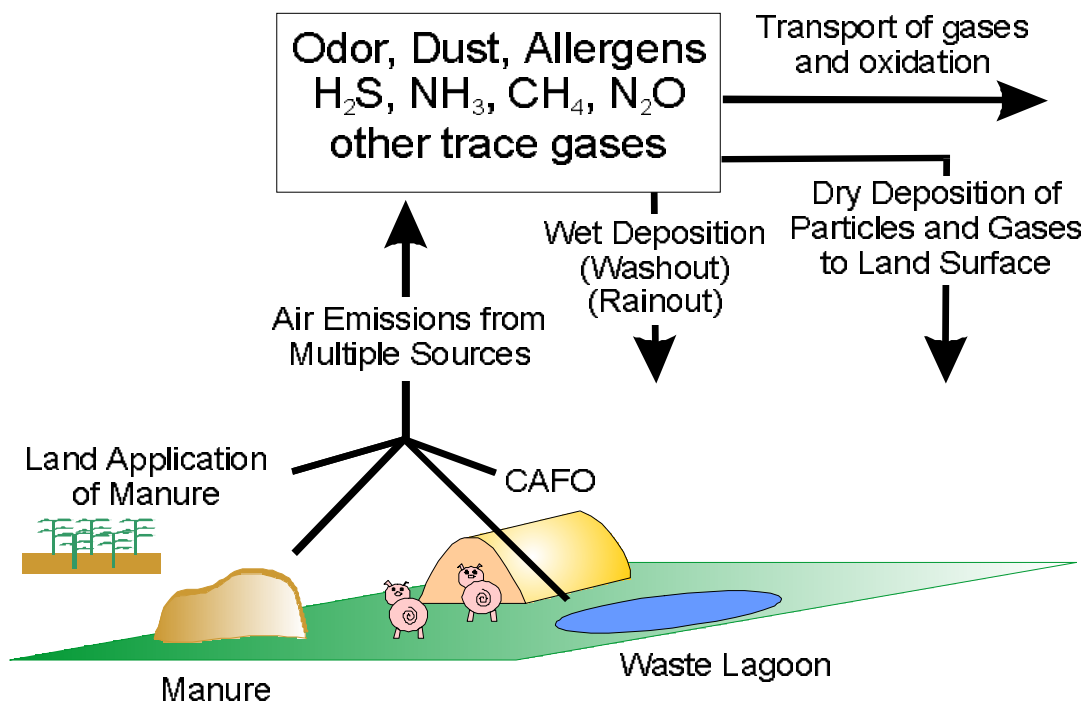 Odor, Dust, Allergens
H₂S, NH₃, CH₄, N₂O
other trace gases
Transport of gases
and oxidation
Dry Deposition of
Particles and Gases
to Land Surface
Wet Deposition
(Washout)
(Rainout)
Air Emissions from
Multiple Sources
Land Application
of Manure
CAFO
Manure
Waste Lagoon